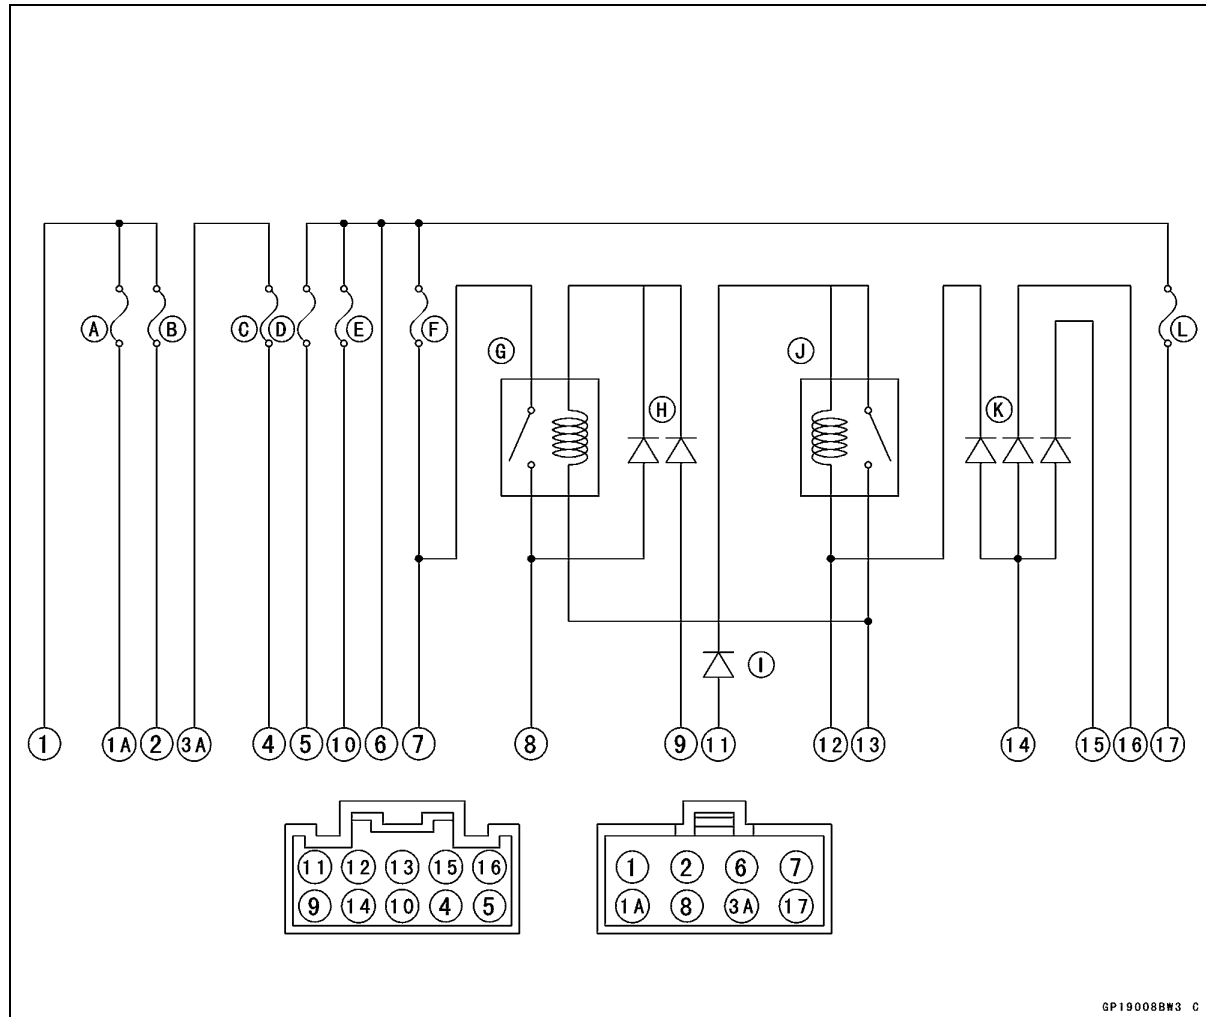 G J
H K
A B C D E F L
I
1 1A 2 3A 4 5 10 6 7 8 9 11 12 13 14 15 16 17
11 12 13 15 16
9 14 10 4 5
1 2 6 7
1A 8 3A 17
GP19008BW3 C